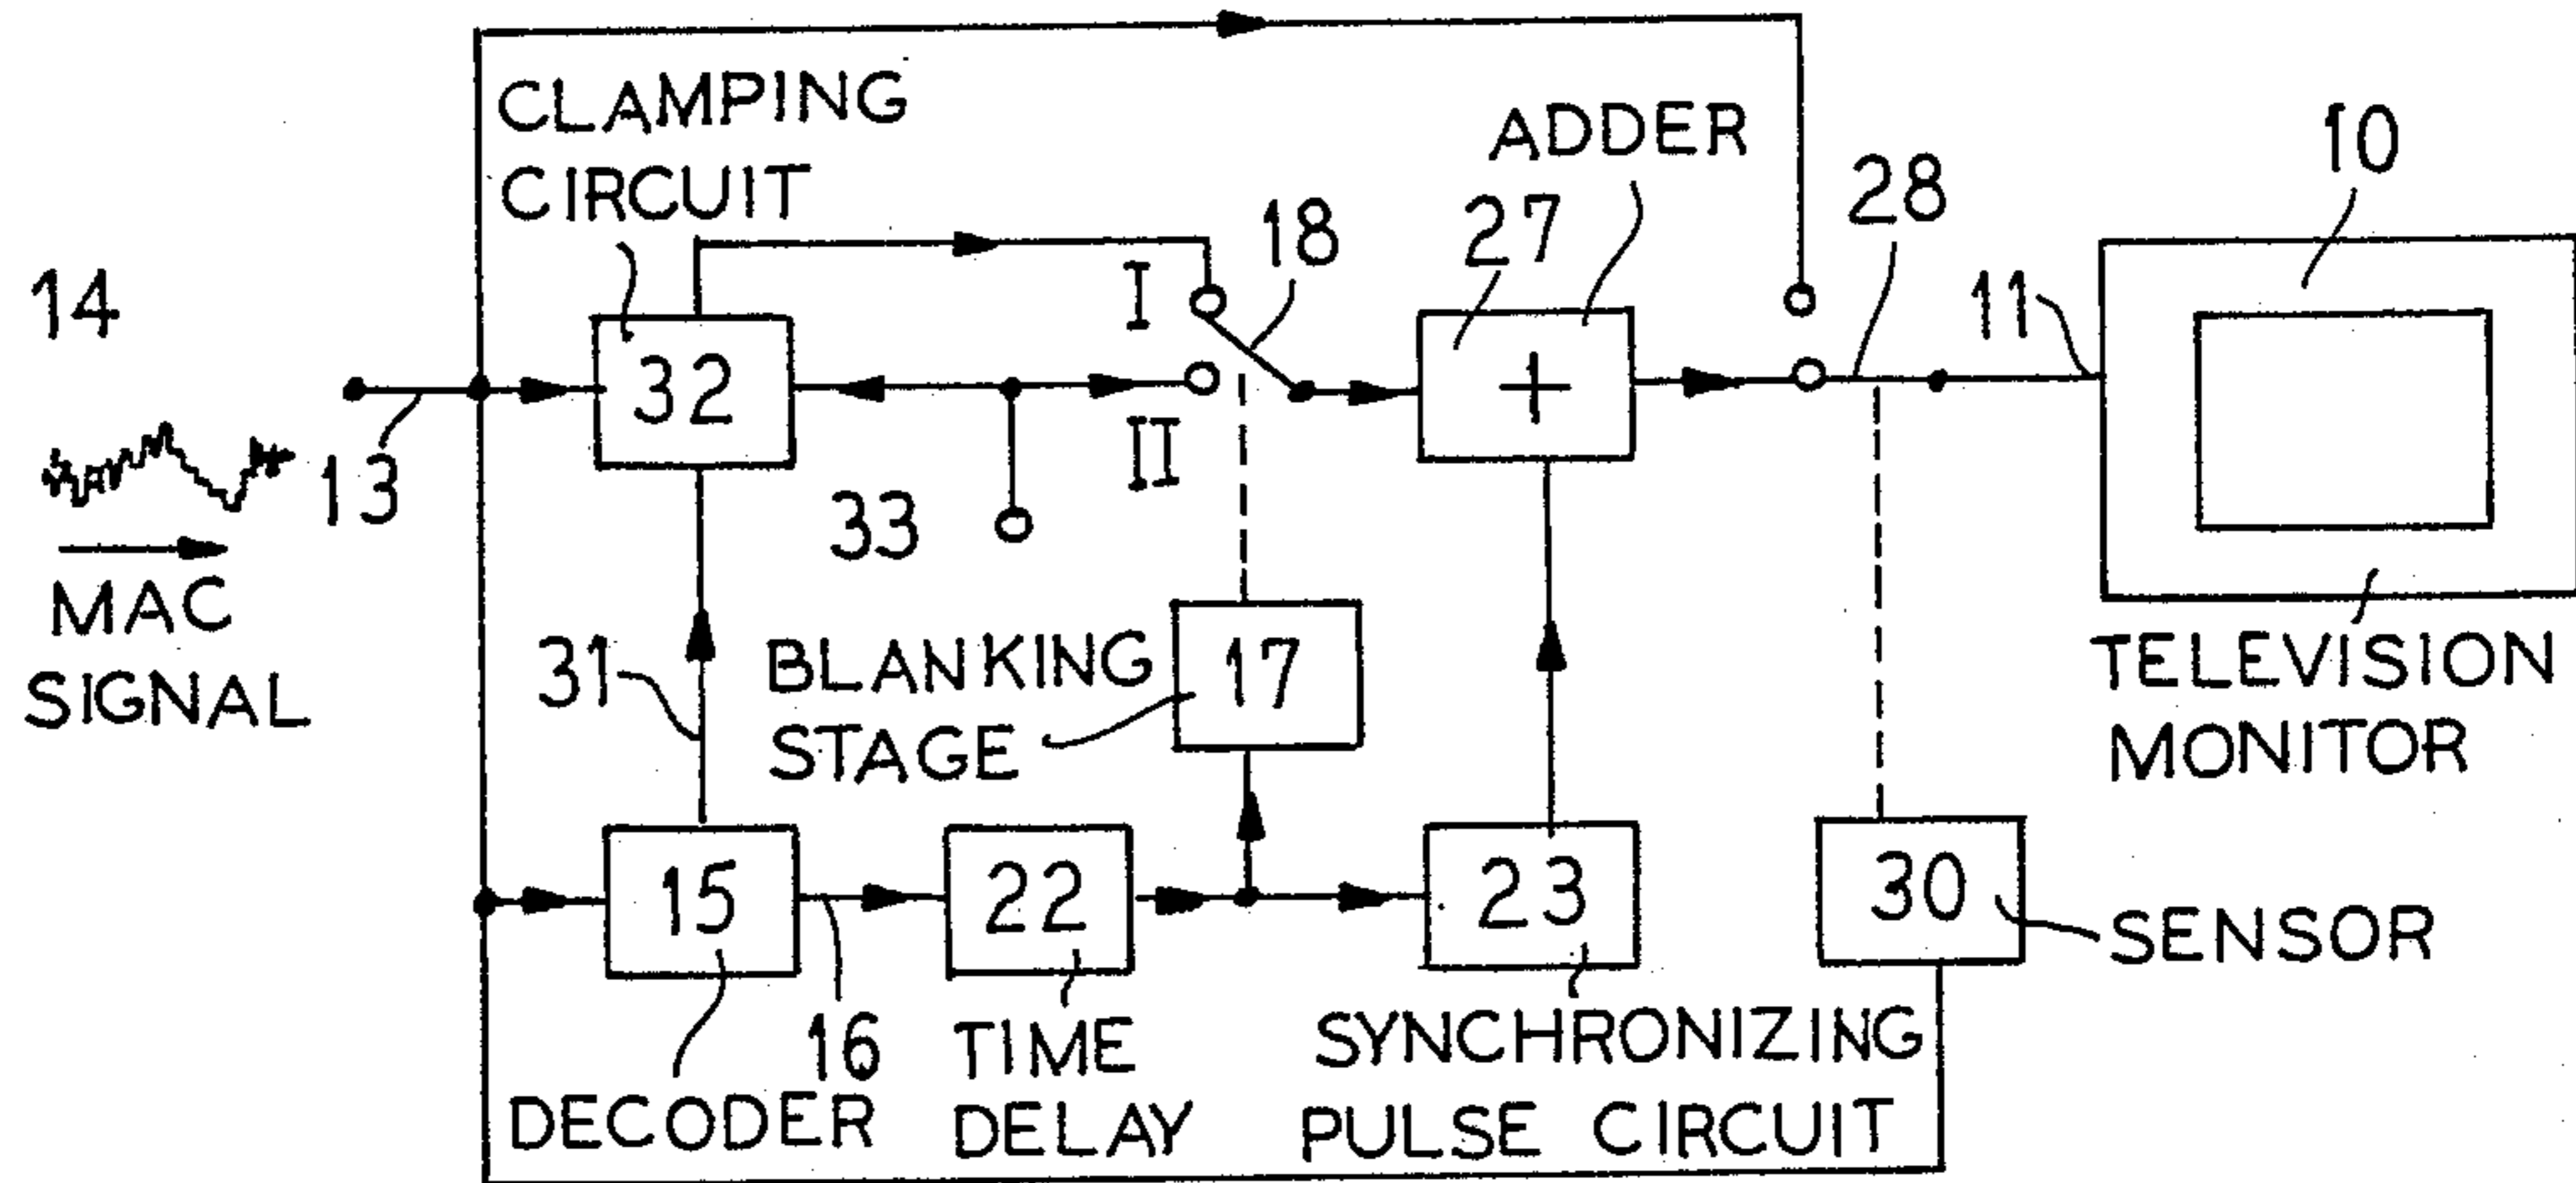 CLAMPING
CIRCUIT
ADDER
10
28
27
18
11
14
I
32
+
13
II
33
MAC
SIGNAL
31
BLANKING
STAGE
17
TELEVISION
MONITOR
15
22
23
30
SENSOR
16
TIME
DELAY
SYNCHRONIZING
PULSE CIRCUIT
DECODER